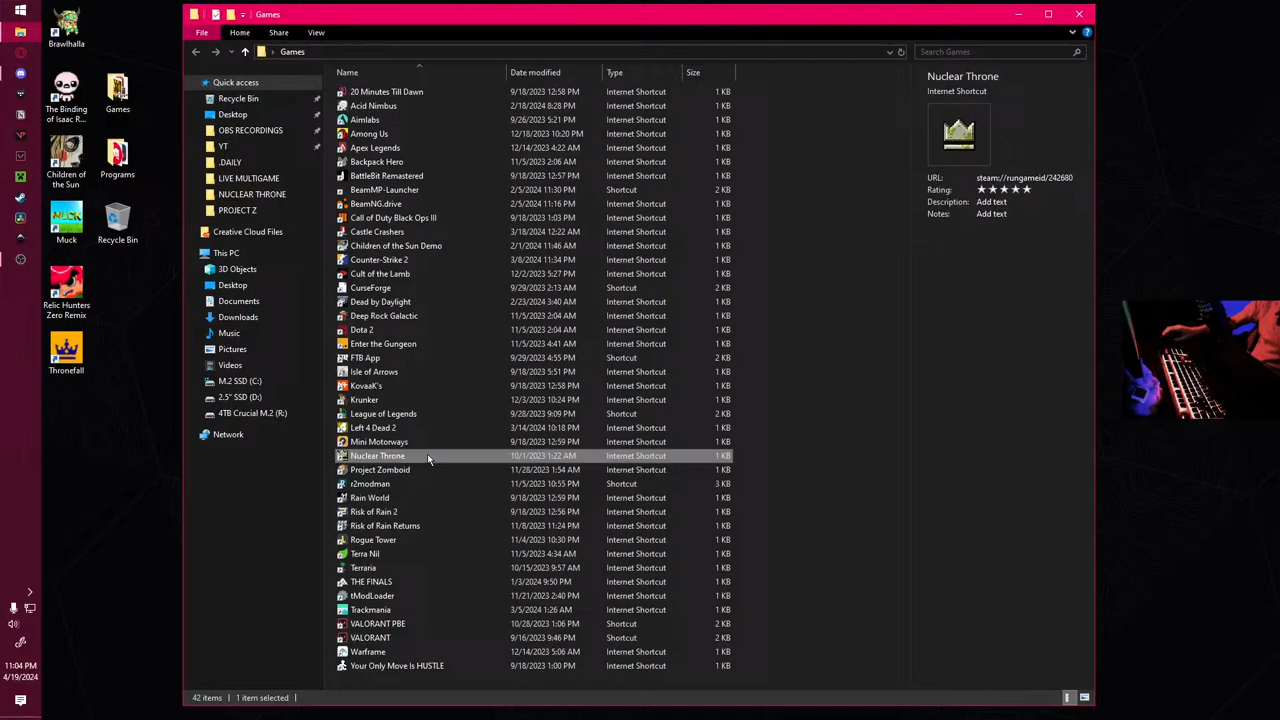 Games
File Home Share View
Games
Search Games
Brawlhalla
The Binding of Isaac R...
Games
Children of the Sun
Programs
Muck
Recycle Bin
Relic Hunters Zero Remix
Thronefall
Quick access
Recycle Bin
Desktop
OBS RECORDINGS
YT
.DAILY
LIVE MULTIGAME
NUCLEAR THRONE
PROJECT Z
Creative Cloud Files
This PC
3D Objects
Desktop
Documents
Downloads
Music
Pictures
Videos
M.2 SSD (C:)
2.5" SSD (D:)
4TB Crucial M.2 (R:)
Network
Name Date modified Type Size
20 Minutes Till Dawn 9/18/2023 12:58 PM Internet Shortcut 1 KB
Acid Nimbus 2/18/2024 8:28 PM Internet Shortcut 1 KB
Aimlabs 9/26/2023 5:21 PM Internet Shortcut 1 KB
Among Us 12/18/2023 10:20 PM Internet Shortcut 1 KB
Apex Legends 12/14/2023 4:22 AM Internet Shortcut 1 KB
Backpack Hero 11/5/2023 2:06 AM Internet Shortcut 1 KB
BattleBit Remastered 9/18/2023 12:57 PM Internet Shortcut 1 KB
BeamMP-Launcher 2/5/2024 11:30 PM Shortcut 1 KB
BeamNG.drive 2/5/2024 11:16 PM Internet Shortcut 1 KB
Call of Duty Black Ops III 9/18/2023 1:03 PM Internet Shortcut 1 KB
Castle Crashers 3/18/2024 12:22 AM Internet Shortcut 1 KB
Children of the Sun Demo 2/1/2024 11:46 AM Internet Shortcut 1 KB
Counter-Strike 2 3/8/2024 11:34 PM Internet Shortcut 1 KB
Cult of the Lamb 12/2/2023 5:27 PM Internet Shortcut 1 KB
CurseForge 9/29/2023 2:13 AM Shortcut 2 KB
Dead by Daylight 2/23/2024 3:40 AM Internet Shortcut 1 KB
Deep Rock Galactic 11/5/2023 2:04 AM Internet Shortcut 1 KB
Dota 2 11/5/2023 2:04 AM Internet Shortcut 1 KB
Enter the Gungeon 11/5/2023 4:41 AM Internet Shortcut 1 KB
FTB App 9/29/2023 4:55 PM Shortcut 2 KB
Isle of Arrows 9/18/2023 5:51 PM Internet Shortcut 1 KB
KovaaK's 9/18/2023 12:58 PM Internet Shortcut 1 KB
Krunker 12/3/2023 10:24 PM Internet Shortcut 1 KB
League of Legends 9/28/2023 9:09 PM Shortcut 2 KB
Left 4 Dead 2 3/14/2024 10:18 PM Internet Shortcut 1 KB
Mini Motorways 9/18/2023 12:59 PM Internet Shortcut 1 KB
Nuclear Throne 10/1/2023 1:22 AM Internet Shortcut 1 KB
Project Zomboid 11/28/2023 1:54 AM Internet Shortcut 1 KB
r2modman 11/5/2023 10:55 PM Shortcut 3 KB
Rain World 9/18/2023 12:59 PM Internet Shortcut 1 KB
Risk of Rain 2 9/18/2023 12:56 PM Internet Shortcut 1 KB
Risk of Rain Returns 11/8/2023 11:24 PM Internet Shortcut 1 KB
Rogue Tower 11/4/2023 10:30 PM Internet Shortcut 1 KB
Terra Nil 11/5/2023 4:34 AM Internet Shortcut 1 KB
Terraria 10/15/2023 9:57 AM Internet Shortcut 1 KB
THE FINALS 1/3/2024 9:50 PM Internet Shortcut 1 KB
tModLoader 11/21/2023 2:40 PM Internet Shortcut 1 KB
Trackmania 3/5/2024 1:26 AM Internet Shortcut 1 KB
VALORANT PBE 10/28/2023 1:06 PM Shortcut 2 KB
VALORANT 9/16/2023 9:46 PM Shortcut 2 KB
Warframe 12/14/2023 5:06 AM Internet Shortcut 1 KB
Your Only Move Is HUSTLE 9/18/2023 1:00 PM Internet Shortcut 1 KB
Nuclear Throne
Internet Shortcut
URL: steam://rungameid/242680
Rating:
Description: Add text
Notes: Add text
42 items 1 item selected
11:04 PM
4/19/2024